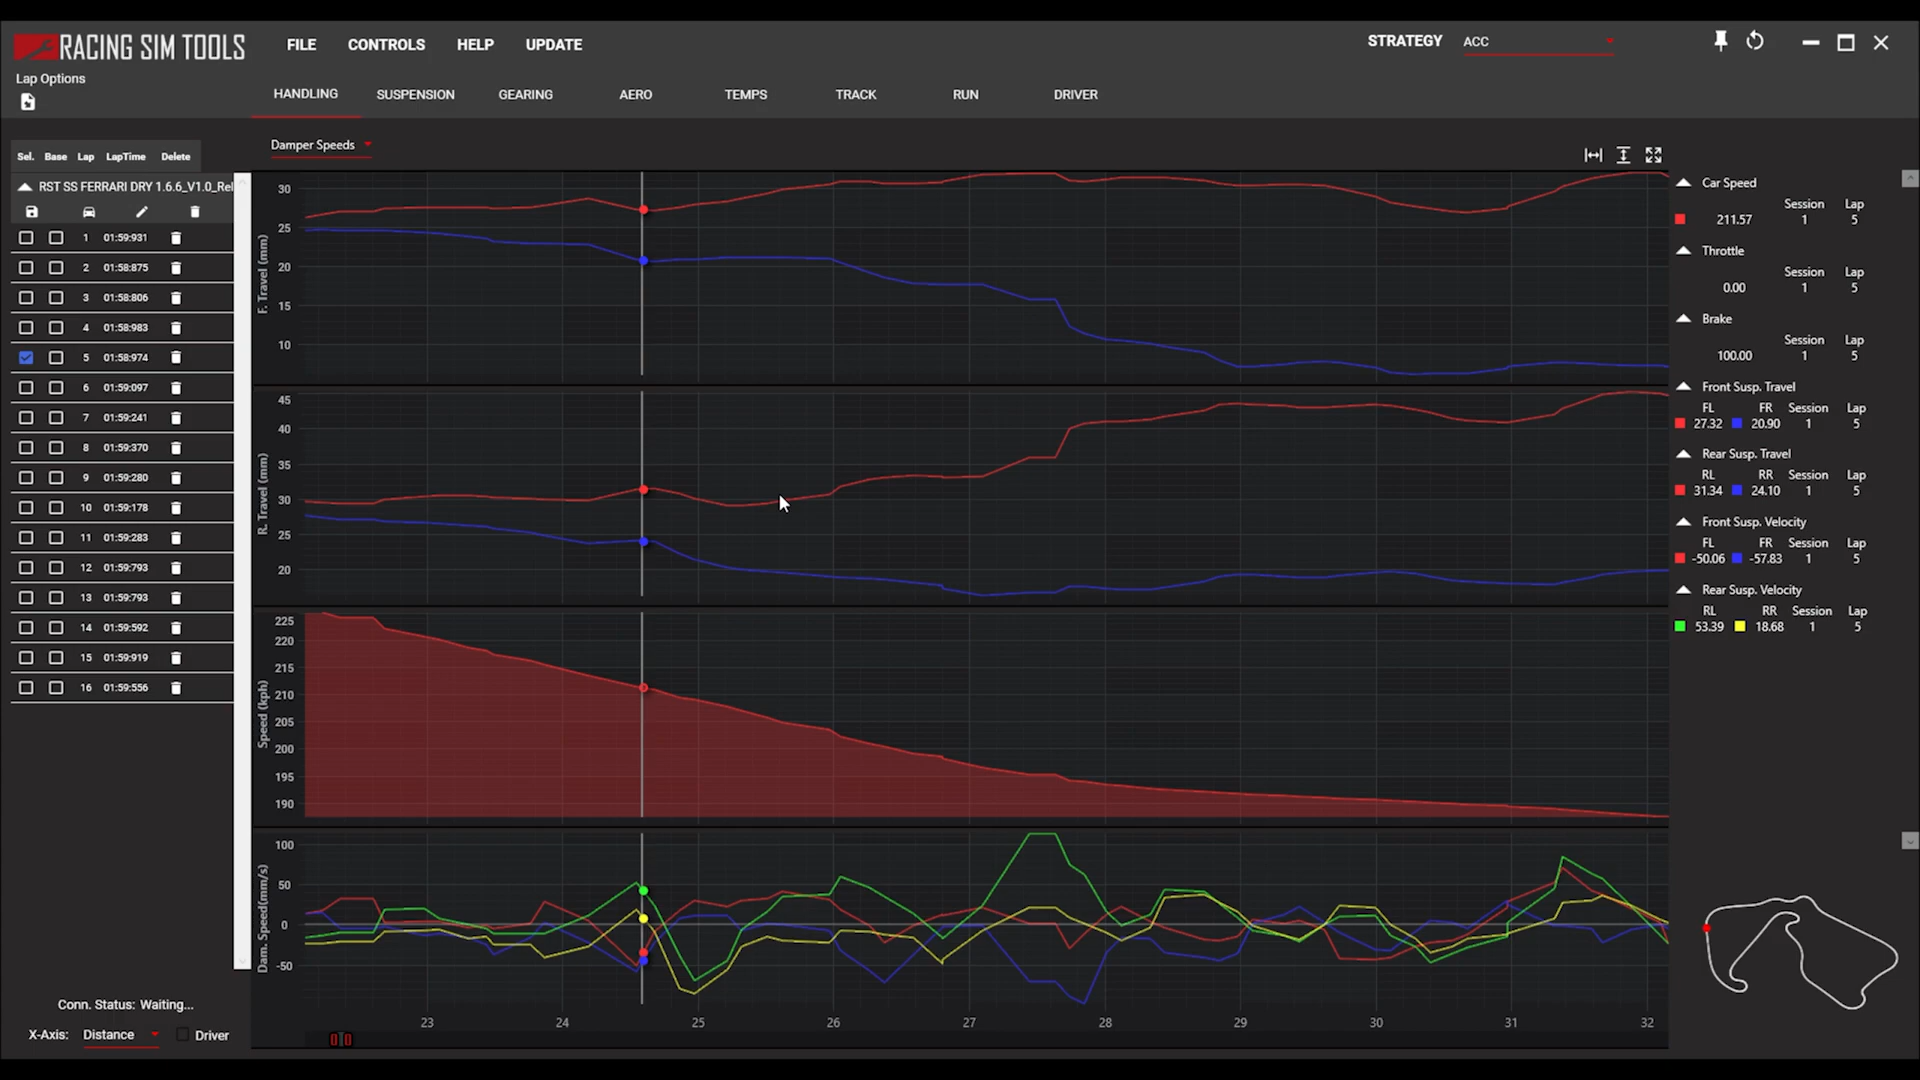 RACING SIM TOOLS
FILE
CONTROLS
HELP
UPDATE
STRATEGY
ACC
Lap Options
HANDLING
SUSPENSION
GEARING
AERO
TEMPS
TRACK
RUN
DRIVER
Damper Speeds
Sel. Base Lap LapTime Delete
RST SS FERRARI DRY 1.6.6_V1.0_Rel
1 01:59:931
2 01:58:875
3 01:58:806
4 01:58:983
5 01:58:974
6 01:59:097
7 01:59:241
8 01:59:370
9 01:59:280
10 01:59:178
11 01:59:283
12 01:59:793
13 01:59:793
14 01:59:592
15 01:59:919
16 01:59:556
Conn. Status: Waiting...
X-Axis: Distance Driver
F. Travel (mm)
30
25
20
15
10
R. Travel (mm)
45
40
35
30
25
20
Speed (kph)
225
220
215
210
205
200
195
190
Dam. Speed(mm/s)
100
50
0
-50
23 24 25 26 27 28 29 30 31 32
Car Speed
Session Lap
211.57 1 5
Throttle
Session Lap
0.00 1 5
Brake
Session Lap
100.00 1 5
Front Susp. Travel
FL FR Session Lap
27.32 20.90 1 5
Rear Susp. Travel
RL RR Session Lap
31.34 24.10 1 5
Front Susp. Velocity
FL FR Session Lap
-50.06 -57.83 1 5
Rear Susp. Velocity
RL RR Session Lap
53.39 18.68 1 5